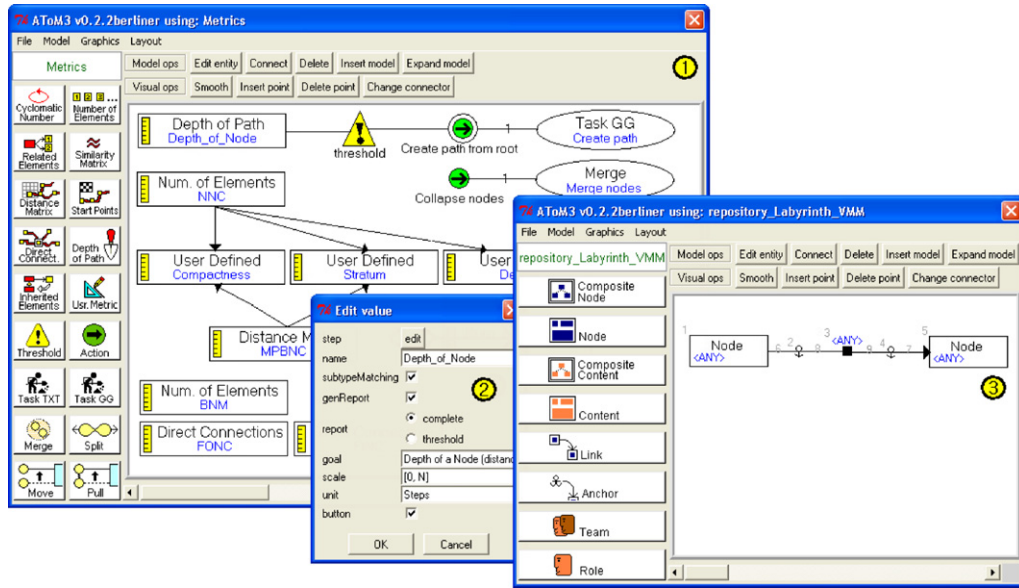 AToM3 v0.2.2berliner using: Metrics
File Model Graphics Layout
Metrics
Model ops Edit entity Connect Delete Insert model Expand model
Visual ops Smooth Insert point Delete point Change connector
1
Cyclomatic Number
Number of Elements
Related Elements
Similarity Matrix
Distance Matrix
Start Points
Direct Connect.
Depth of Path
Inherited Elements
Usr. Metric
Threshold
Action
Task TXT
Task GG
Merge
Split
Move
Pull
Depth of Path
Depth_of_Node
threshold
Create path from root
1
Task GG
Create path
Num. of Elements
NNC
Collapse nodes
1
Merge
Merge nodes
User Defined
Compactness
User Defined
Stratum
User
De
Distance M
MPBNC
Num. of Elements
BNM
Direct Connections
FONC
Edit value
step edit
name Depth_of_Node
subtypeMatching
genReport
2
report
complete
threshold
goal Depth of a Node (distanc
scale [0, N]
unit Steps
button
OK Cancel
AToM3 v0.2.2berliner using: repository_Labyrinth_VMM
File Model Graphics Layout
repository_Labyrinth_VMM
Model ops Edit entity Connect Delete Insert model Expand model
Visual ops Smooth Insert point Delete point Change connector
Composite Node
Node
Composite Content
Content
Link
Anchor
Team
Role
1
Node
<ANY>
6 2 8
3
<ANY>
9 4 7
5
Node
<ANY>
3